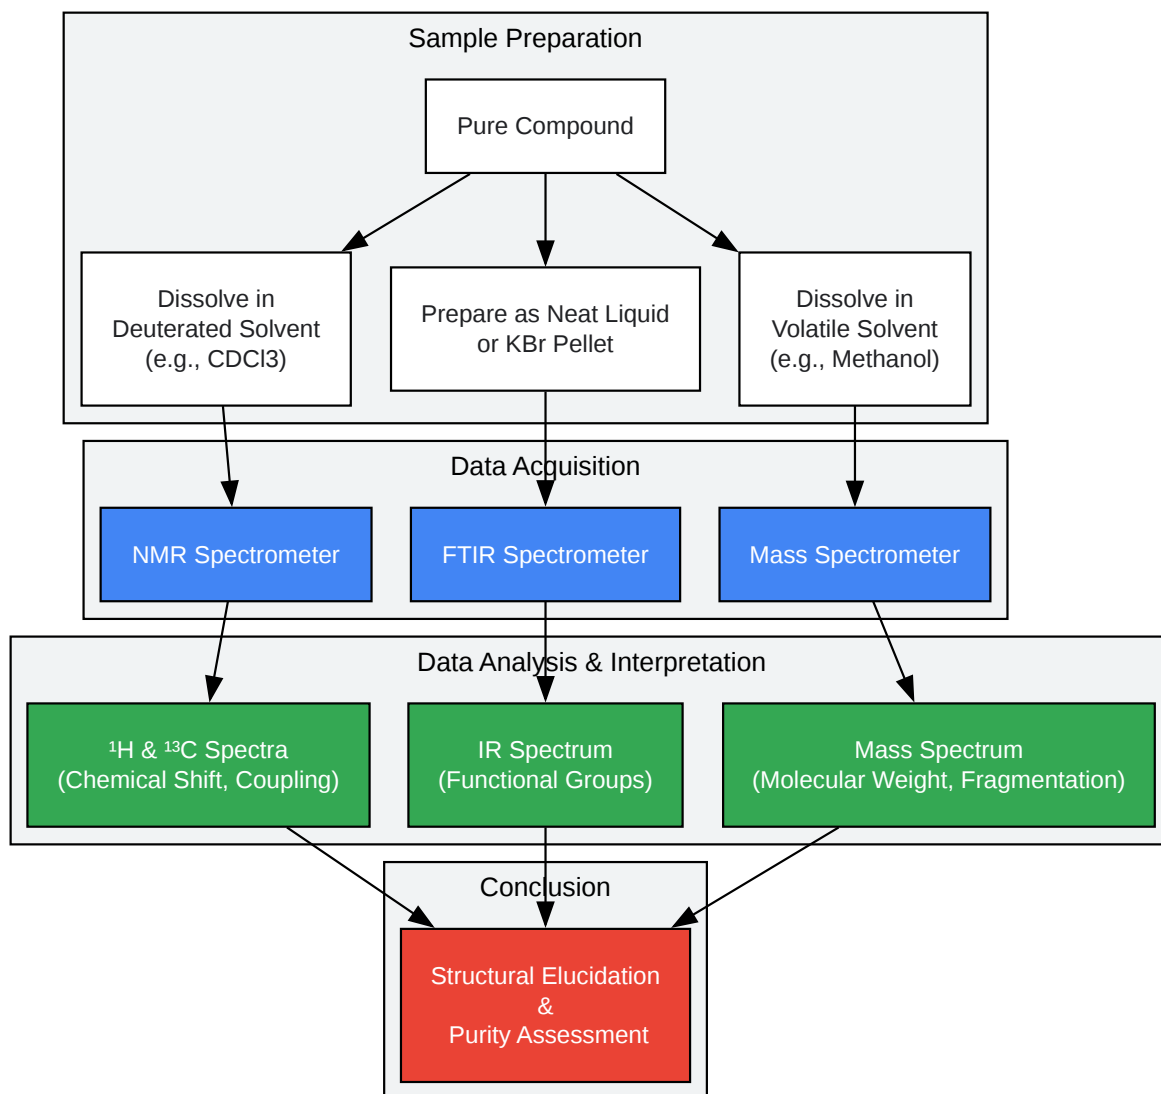 Sample Preparation
Pure Compound
Dissolve in
Deuterated Solvent
(e.g., CDCl3)
Prepare as Neat Liquid
or KBr Pellet
Dissolve in
Volatile Solvent
(e.g., Methanol)
Data Acquisition
NMR Spectrometer
FTIR Spectrometer
Mass Spectrometer
Data Analysis & Interpretation
¹H & ¹³C Spectra
(Chemical Shift, Coupling)
IR Spectrum
(Functional Groups)
Mass Spectrum
(Molecular Weight, Fragmentation)
Conclusion
Structural Elucidation
&
Purity Assessment